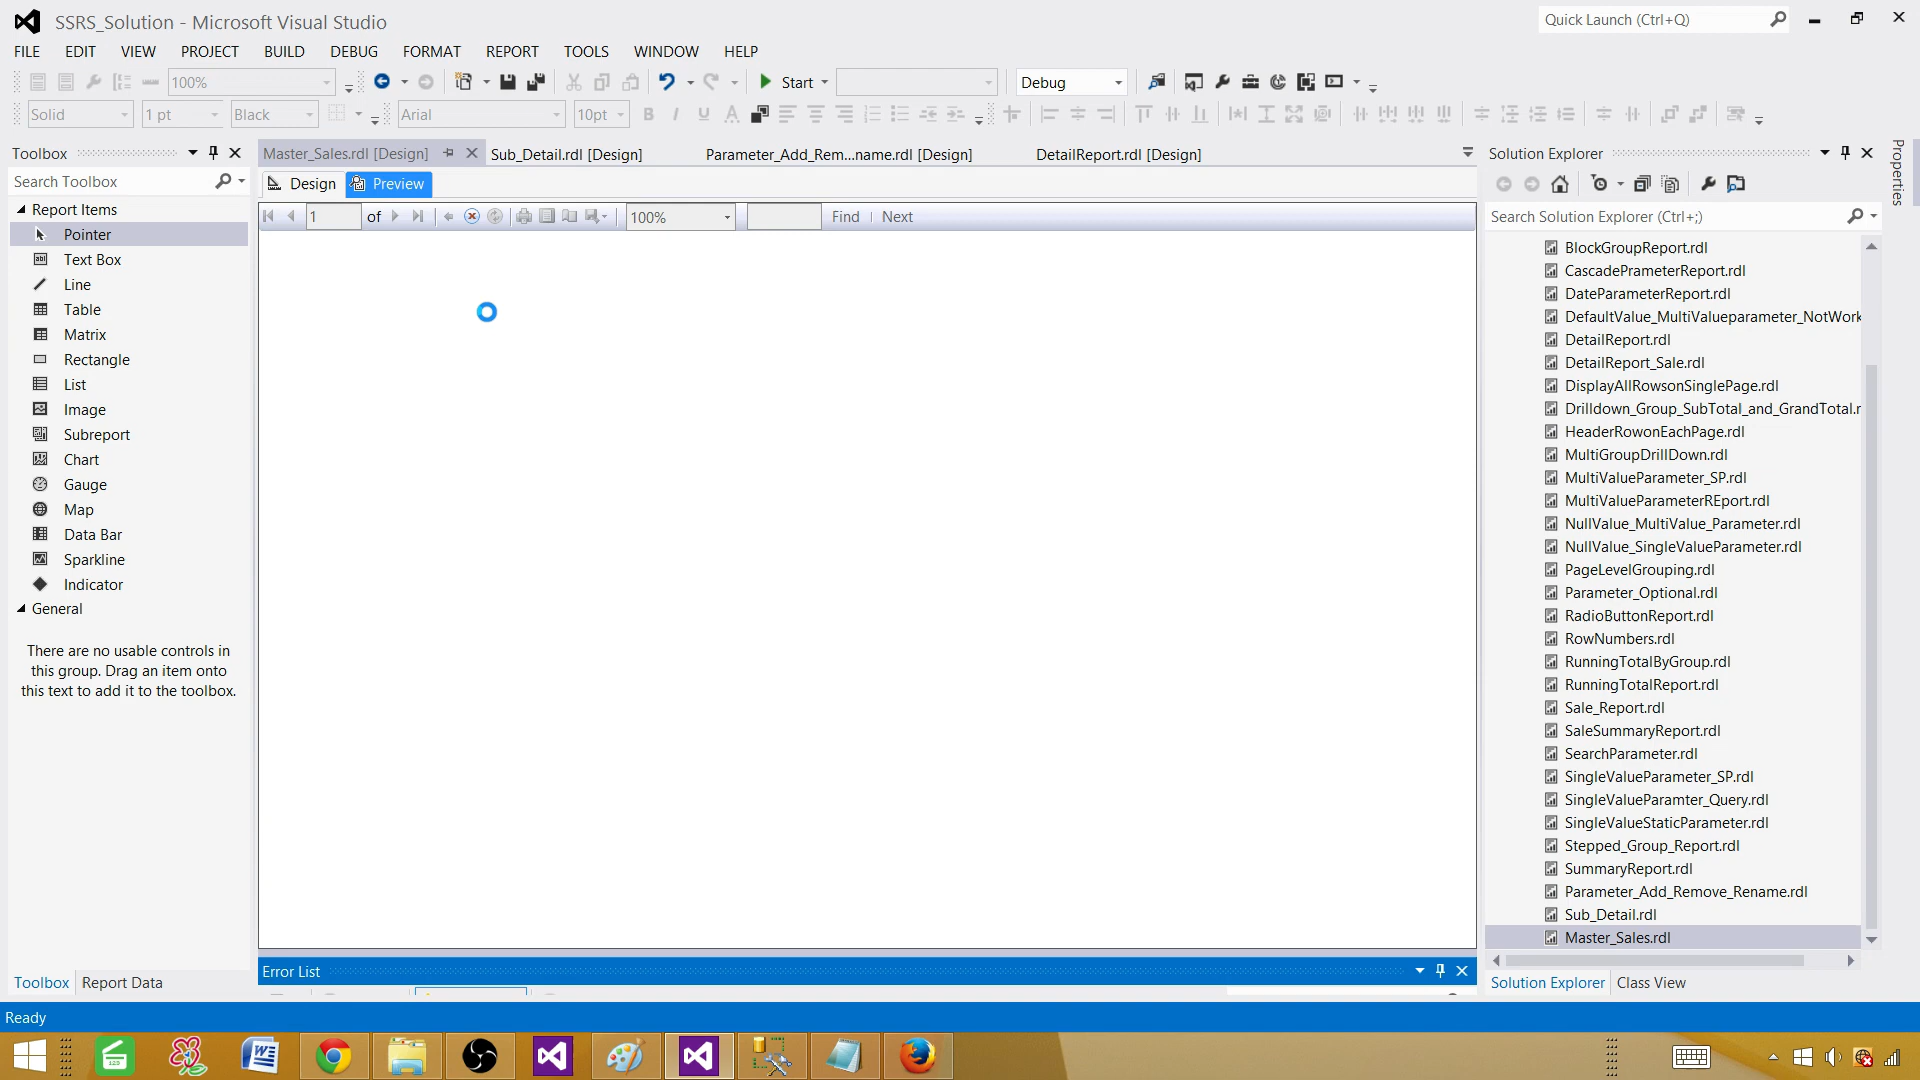 SSRS_Solution - Microsoft Visual Studio
Quick Launch (Ctrl+Q)
FILE EDIT VIEW PROJECT BUILD DEBUG FORMAT REPORT TOOLS WINDOW HELP
100% Start Debug
Solid 1 pt Black Arial 10pt B I U A
Toolbox
Master_Sales.rdl [Design] Sub_Detail.rdl [Design] Parameter_Add_Rem...name.rdl [Design] DetailReport.rdl [Design]
Solution Explorer
Properties
Search Toolbox
Design Preview
Report Items
1 of 100% Find Next
Search Solution Explorer (Ctrl+;)
Pointer
Text Box
Line
Table
Matrix
Rectangle
List
Image
Subreport
Chart
Gauge
Map
Data Bar
Sparkline
Indicator
General
There are no usable controls in
this group. Drag an item onto
this text to add it to the toolbox.
BlockGroupReport.rdl
CascadePrameterReport.rdl
DateParameterReport.rdl
DefaultValue_MultiValueparameter_NotWork
DetailReport.rdl
DetailReport_Sale.rdl
DisplayAllRowsonSinglePage.rdl
Drilldown_Group_SubTotal_and_GrandTotal.r
HeaderRowonEachPage.rdl
MultiGroupDrillDown.rdl
MultiValueParameter_SP.rdl
MultiValueParameterREport.rdl
NullValue_MultiValue_Parameter.rdl
NullValue_SingleValueParameter.rdl
PageLevelGrouping.rdl
Parameter_Optional.rdl
RadioButtonReport.rdl
RowNumbers.rdl
RunningTotalByGroup.rdl
RunningTotalReport.rdl
Sale_Report.rdl
SaleSummaryReport.rdl
SearchParameter.rdl
SingleValueParameter_SP.rdl
SingleValueParamter_Query.rdl
SingleValueStaticParameter.rdl
Stepped_Group_Report.rdl
SummaryReport.rdl
Parameter_Add_Remove_Rename.rdl
Sub_Detail.rdl
Master_Sales.rdl
Error List
Toolbox Report Data
Solution Explorer Class View
Ready